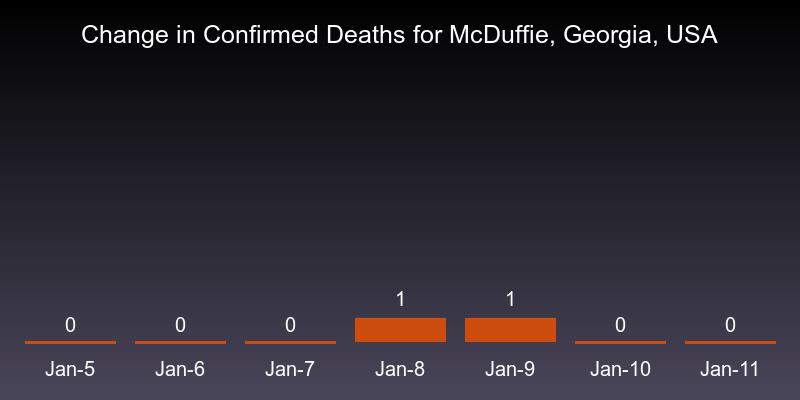 Change in Confirmed Deaths for McDuffie, Georgia, USA
1 1
0 0 0 0 0
Jan-5 Jan-6 Jan-7 Jan-8 Jan-9 Jan-10 Jan-11